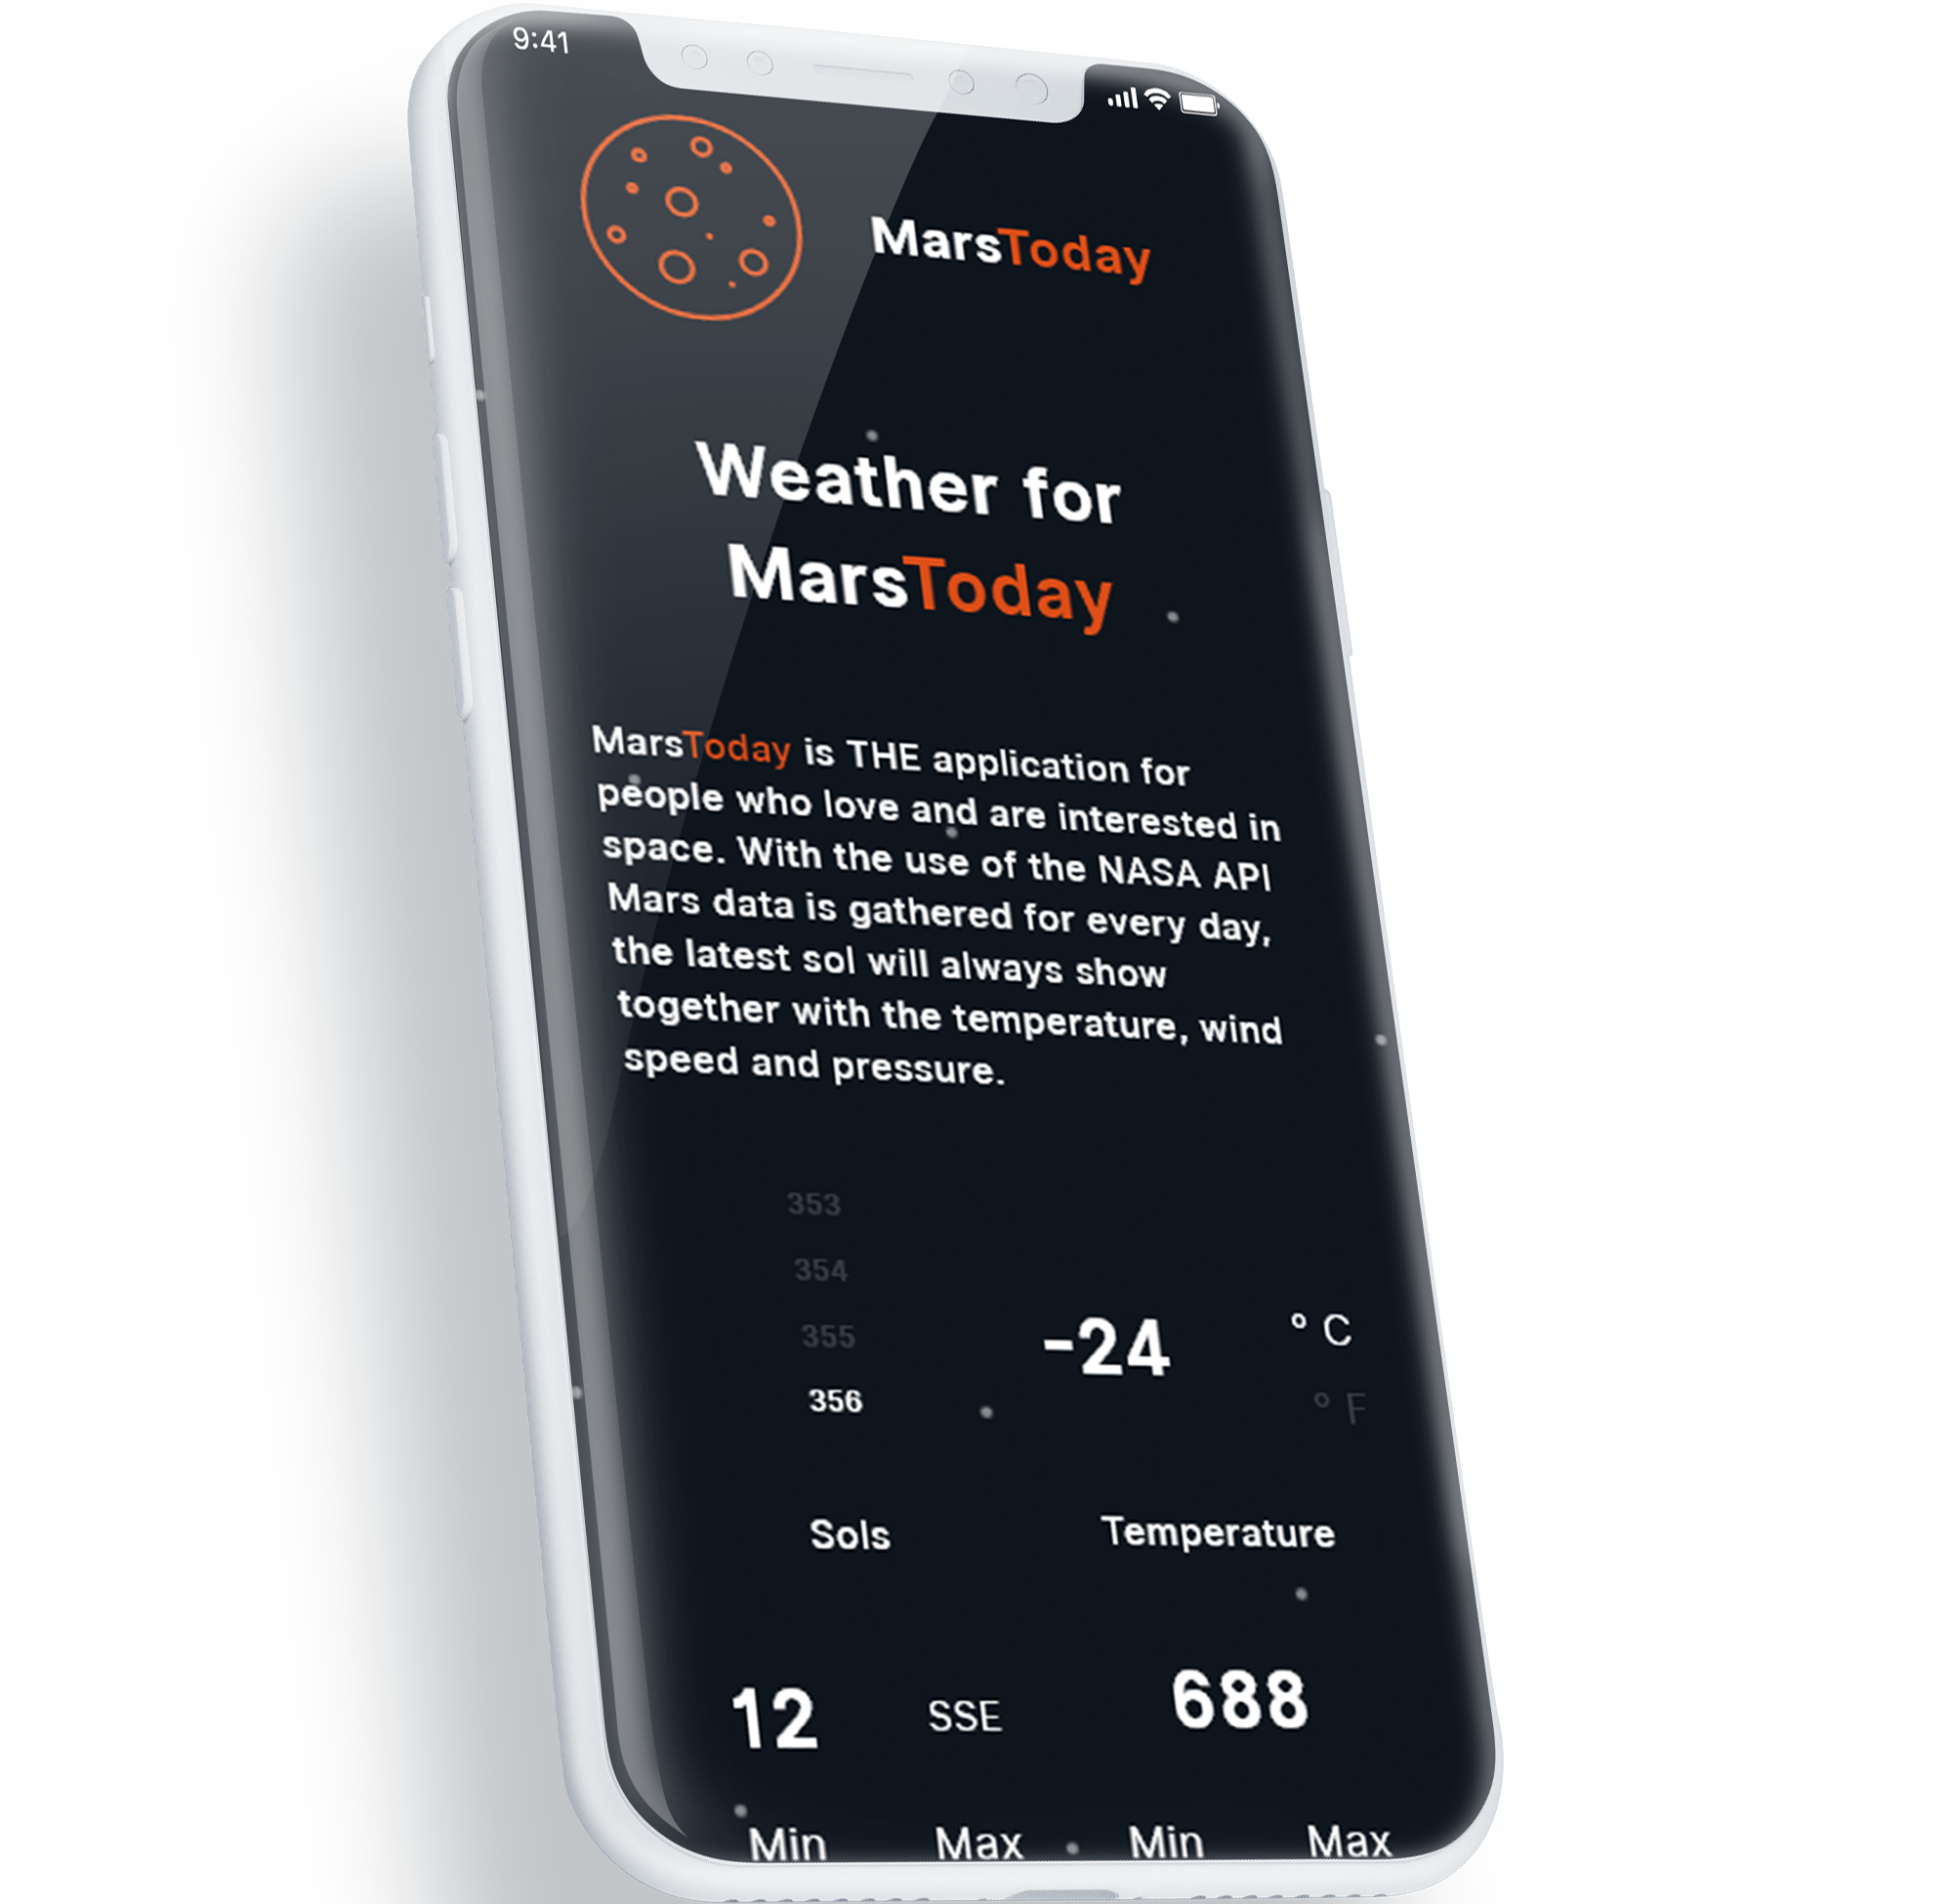 9:41
MarsToday
Weather for
MarsToday
MarsToday is THE application for
people who love and are interested in
space. With the use of the NASA API
Mars data is gathered for every day,
the latest sol will always show
together with the temperature, wind
speed and pressure.
353
354
355
356
-24
° C
° F
Sols
Temperature
12
SSE
688
Min
Max
Min
Max